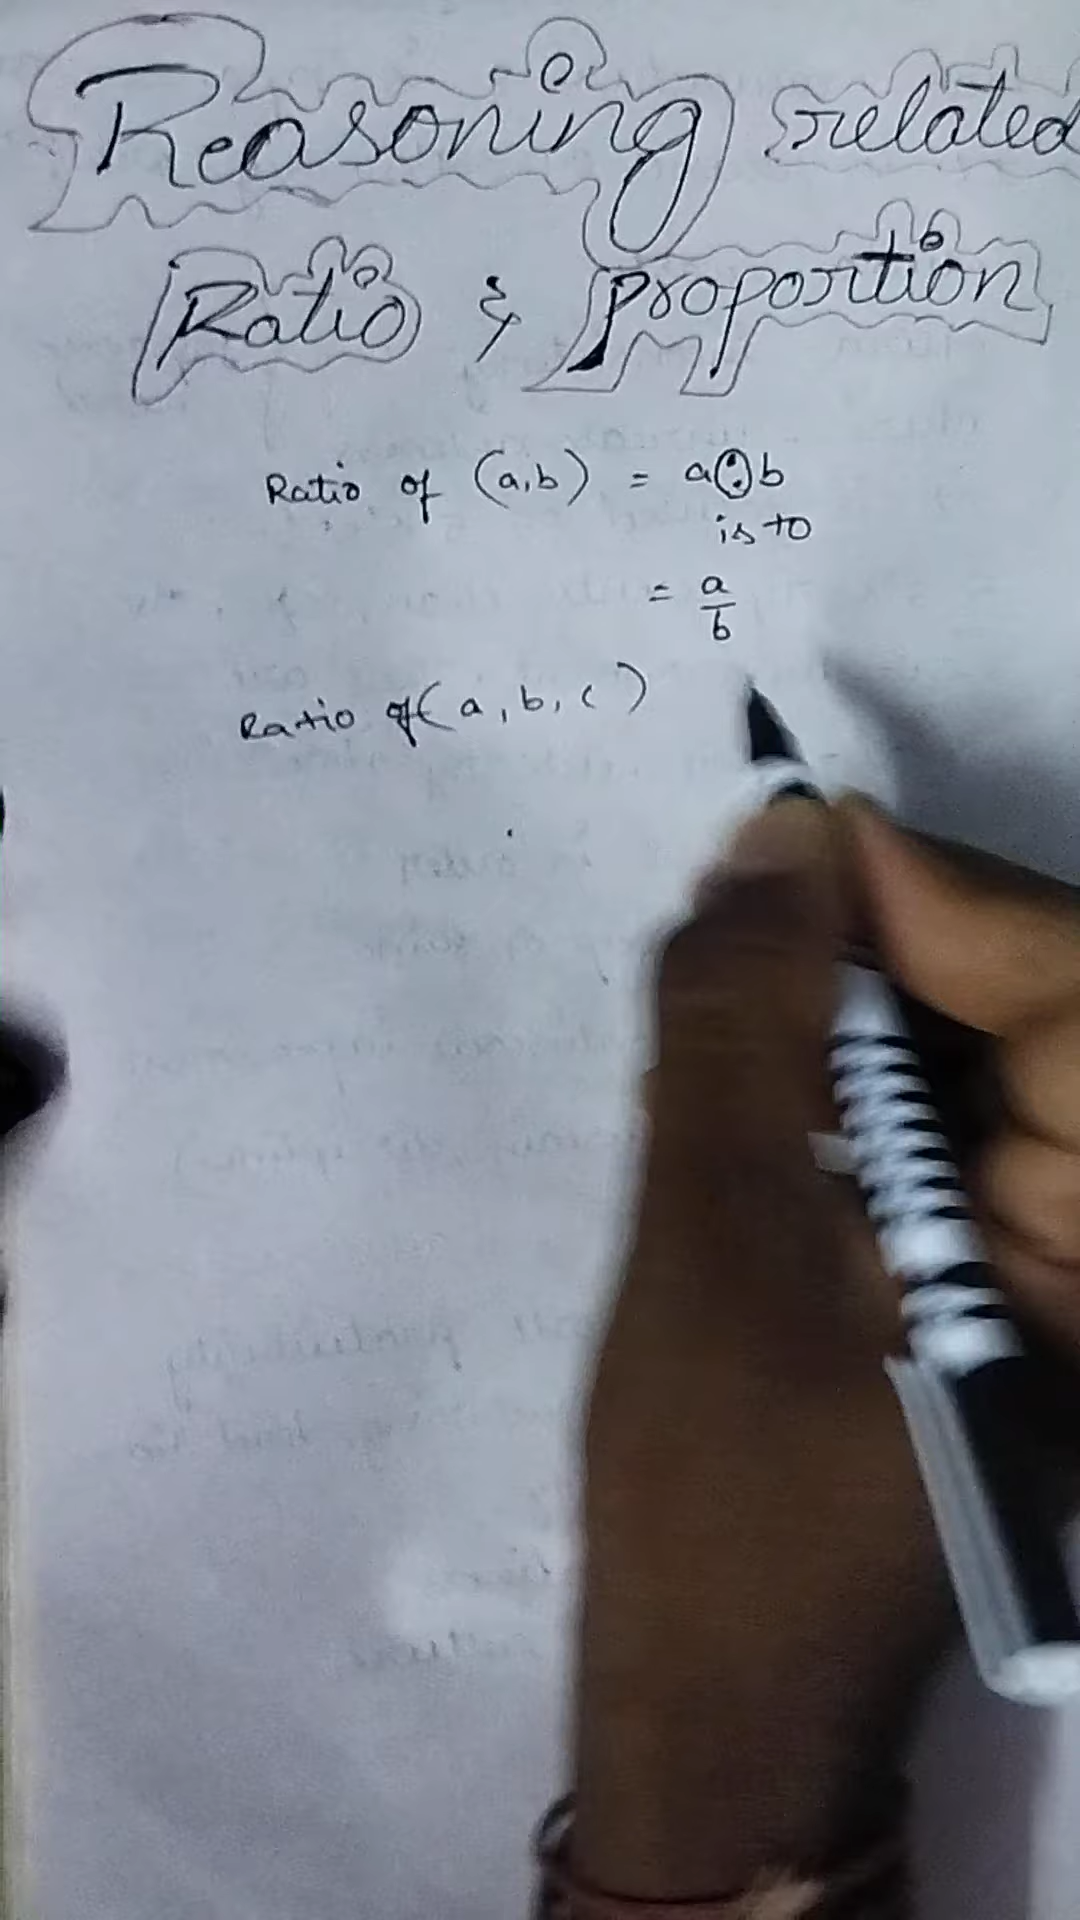 Reasoning related
Ratio & proportion
Ratio of (a,b) = a:b
is to
= a/b
Ratio of (a, b, c)